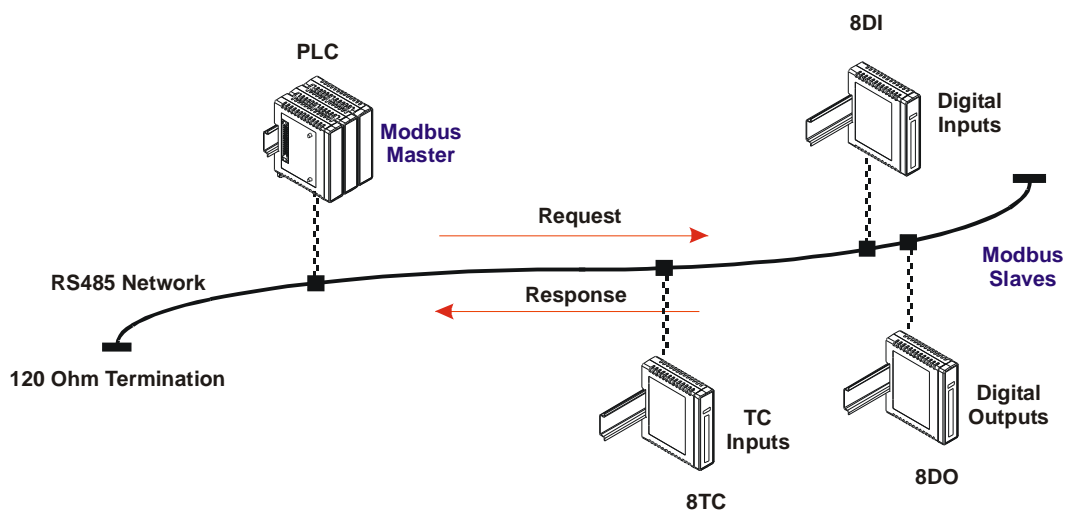 8DI
PLC
Digital
Inputs
Modbus
Master
Request
Modbus
Slaves
RS485 Network
Response
120 Ohm Termination
TC
Inputs
Digital
Outputs
8DO
8TC